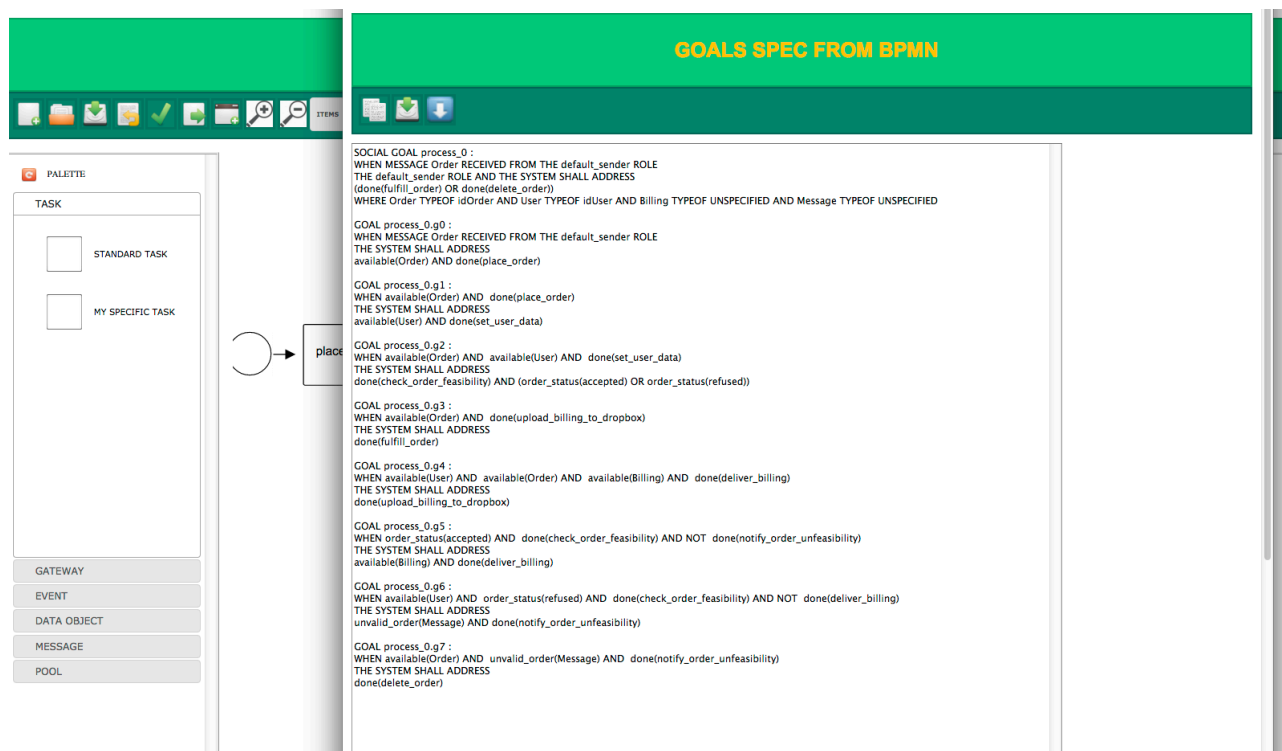 GOALS SPEC FROM BPMN
ITEMS
PALETTE
TASK
STANDARD TASK
MY SPECIFIC TASK
GATEWAY
EVENT
DATA OBJECT
MESSAGE
POOL
place
SOCIAL GOAL process_0 :
WHEN MESSAGE Order RECEIVED FROM THE default_sender ROLE
THE default_sender ROLE AND THE SYSTEM SHALL ADDRESS
(done(fulfill_order) OR done(delete_order))
WHERE Order TYPEOF idOrder AND User TYPEOF idUser AND Billing TYPEOF UNSPECIFIED AND Message TYPEOF UNSPECIFIED
GOAL process_0.g0 :
WHEN MESSAGE Order RECEIVED FROM THE default_sender ROLE
THE SYSTEM SHALL ADDRESS
available(Order) AND done(place_order)
GOAL process_0.g1 :
WHEN available(Order) AND done(place_order)
THE SYSTEM SHALL ADDRESS
available(User) AND done(set_user_data)
GOAL process_0.g2 :
WHEN available(Order) AND available(User) AND done(set_user_data)
THE SYSTEM SHALL ADDRESS
done(check_order_feasibility) AND (order_status(accepted) OR order_status(refused))
GOAL process_0.g3 :
WHEN available(Order) AND done(upload_billing_to_dropbox)
THE SYSTEM SHALL ADDRESS
done(fulfill_order)
GOAL process_0.g4 :
WHEN available(User) AND available(Order) AND available(Billing) AND done(deliver_billing)
THE SYSTEM SHALL ADDRESS
done(upload_billing_to_dropbox)
GOAL process_0.g5 :
WHEN order_status(accepted) AND done(check_order_feasibility) AND NOT done(notify_order_unfeasibility)
THE SYSTEM SHALL ADDRESS
available(Billing) AND done(deliver_billing)
GOAL process_0.g6 :
WHEN available(User) AND order_status(refused) AND done(check_order_feasibility) AND NOT done(deliver_billing)
THE SYSTEM SHALL ADDRESS
unvalid_order(Message) AND done(notify_order_unfeasibility)
GOAL process_0.g7 :
WHEN available(Order) AND unvalid_order(Message) AND done(notify_order_unfeasibility)
THE SYSTEM SHALL ADDRESS
done(delete_order)